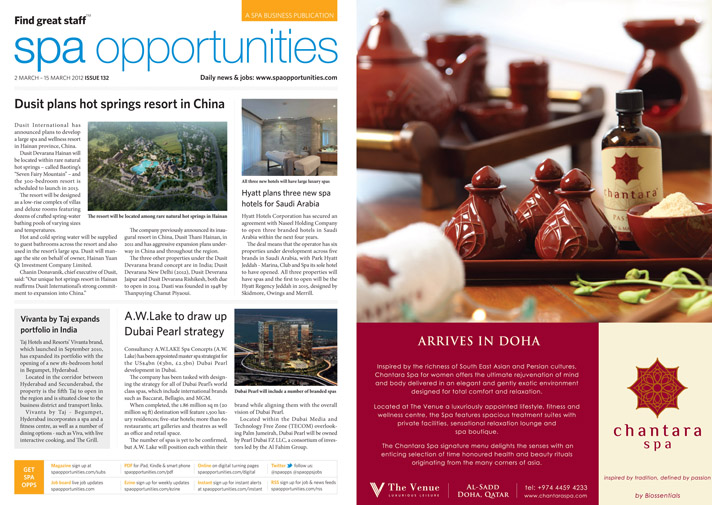 Find great staff™
A SPA BUSINESS PUBLICATION
spa opportunities
2 MARCH – 15 MARCH 2012 ISSUE 132
Daily news & jobs: www.spaopportunities.com
Dusit plans hot springs resort in China
Dusit International has
announced plans to develop
a large spa and wellness resort
in Hainan province, China.
Dusit Devarana Hainan will
be located within rare natural
hot springs – called Baoting's
"Seven Fairy Mountain" – and
the 300-bedroom resort is
scheduled to launch in 2015.
The resort will be designed
as a low-rise complex of villas
and deluxe rooms featuring
dozens of crafted spring-water
bathing pools of varying sizes
and temperatures.
Hot and cold spring water will be supplied
to guest bathrooms across the resort and also
used in the resort's large spa. Dusit will man-
age the site on behalf of owner, Hainan Yuan
Qi Investment Company Limited.
Chanin Donavanik, chief executive of Dusit,
said: "Our unique hot springs resort in Hainan
reaffirms Dusit International's strong commit-
ment to expansion into China."
The resort will be located among rare natural hot springs in Hainan
The company previously announced its inau-
gural resort in China, Dusit Thani Hainan, in
2011 and has aggressive expansion plans under-
way in China and throughout the region.
The three other properties under the Dusit
Devarana brand concept are in India; Dusit
Devarana New Delhi (2012), Dusit Devarana
Jaipur and Dusit Devarana Rishikesh, both due
to open in 2014. Dusit was founded in 1948 by
Thanpuying Chanut Piyaoui.
All three new hotels will have large luxury spas
Hyatt plans three new spa
hotels for Saudi Arabia
Hyatt Hotels Corporation has secured an
agreement with Naseel Holding Company
to open three branded hotels in Saudi
Arabia within the next four years.
The deal means that the operator has six
properties under development across five
brands in Saudi Arabia, with Park Hyatt
Jeddah - Marina, Club and Spa its sole hotel
to have opened. All three properties will
have spas and the first to open will be the
Hyatt Regency Jeddah in 2015, designed by
Skidmore, Owings and Merrill.
Vivanta by Taj expands
portfolio in India
Taj Hotels and Resorts' Vivanta brand,
which launched in September 2010,
has expanded its portfolio with the
opening of a new 181-bedroom hotel
in Begumpet, Hyderabad.
Located in the corridor between
Hyderabad and Secunderabad, the
property is the fifth Taj to open in
the region and is situated close to the
business district and transport links.
Vivanta by Taj - Begumpet,
Hyderabad incorporates a spa and a
fitness centre, as well as a number of
dining options - such as Viva, with live
interactive cooking, and The Grill.
A.W.Lake to draw up
Dubai Pearl strategy
Consultancy A.W.LAKE Spa Concepts (A.W.
Lake) has been appointed master spa strategist for
the US$4bn (€3bn, £2.5bn) Dubai Pearl
development in Dubai.
The company has been tasked with design-
ing the strategy for all of Dubai Pearl's world
class spas, which include international brands
such as Baccarat, Bellagio, and MGM.
When completed, the 1.86 million sq m (20
million sq ft) destination will feature 1,500 lux-
ury residences; five-star hotels; more than 60
restaurants, art galleries and theatres as well
as office and retail space.
The number of spas is yet to be confirmed,
but A.W. Lake will position each within their
Dubai Pearl will include a number of branded spas
brand while aligning them with the overall
vision of Dubai Pearl.
Located within the Dubai Media and
Technology Free Zone (TECOM) overlook-
ing Palm Jumeirah, Dubai Pearl will be owned
by Pearl Dubai FZ LLC, a consortium of inves-
tors led by the Al Fahim Group.
GET
SPA
OPPS
Magazine sign up at
spaopportunities.com/subs
Job board live job updates
spaopportunities.com
PDF for iPad, Kindle & smart phone
spaopportunities.com/pdf
Ezine sign up for weekly updates
spaopportunities.com/ezine
Online on digital turning pages
spaopportunities.com/digital
Instant sign up for instant alerts
at spaopportunities.com/instant
Twitter follow us:
@spaopps @spaoppsjobs
RSS sign up for job & news feeds
spaopportunities.com/rss
chantara
ARRIVES IN DOHA
Inspired by the richness of South East Asian and Persian cultures,
Chantara Spa for women offers the ultimate rejuvenation of mind
and body delivered in an elegant and gently exotic environment
designed for total comfort and relaxation.
Located at The Venue a luxuriously appointed lifestyle, fitness and
wellness centre, the Spa features spacious treatment suites with
private facilities, sensational relaxation lounge and
spa boutique.
The Chantara Spa signature menu delights the senses with an
enticing selection of time honoured health and beauty rituals
originating from the many corners of asia.
The Venue
LUXURIOUS LEISURE
AL-SADD
DOHA, QATAR
tel: +974 4459 4233
www.chantaraspa.com
chantara
spa
inspired by tradition, defined by passion
by Biossentials